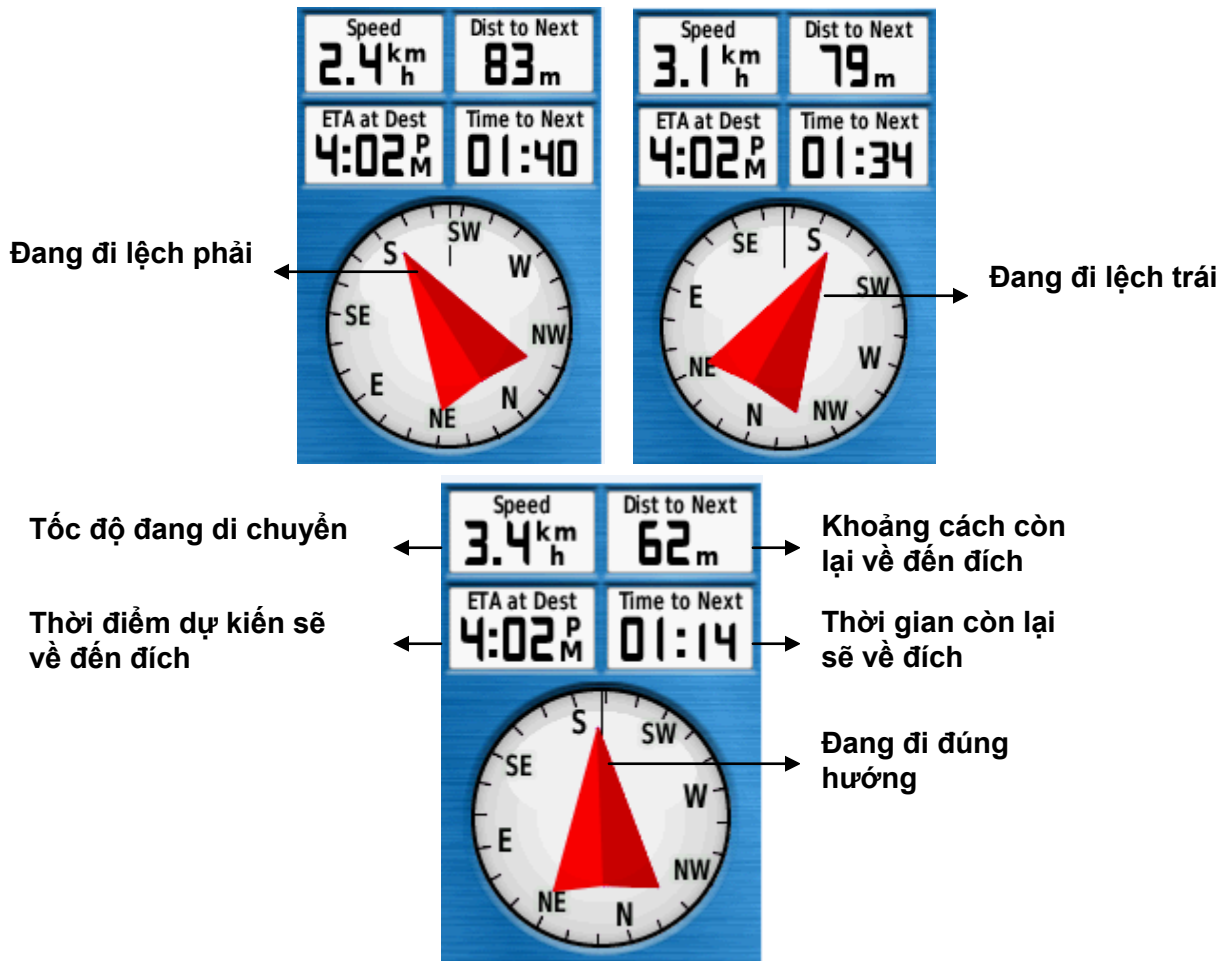 Speed
2.4 km h
Dist to Next
83 m
ETA at Dest
4:02 PM
Time to Next
01:40
S
SW
W
SE
NW
E
N
NE
Đang đi lệch phải
Speed
3.1 km h
Dist to Next
79 m
ETA at Dest
4:02 PM
Time to Next
01:34
SE
S
E
SW
NE
W
N
NW
Đang đi lệch trái
Speed
3.4 km h
Dist to Next
62 m
ETA at Dest
4:02 PM
Time to Next
01:14
S
SW
SE
W
E
NW
NE
N
Tốc độ đang di chuyển
Khoảng cách còn
lại về đến đích
Thời điểm dự kiến sẽ
về đến đích
Thời gian còn lại
sẽ về đích
Đang đi đúng
hướng